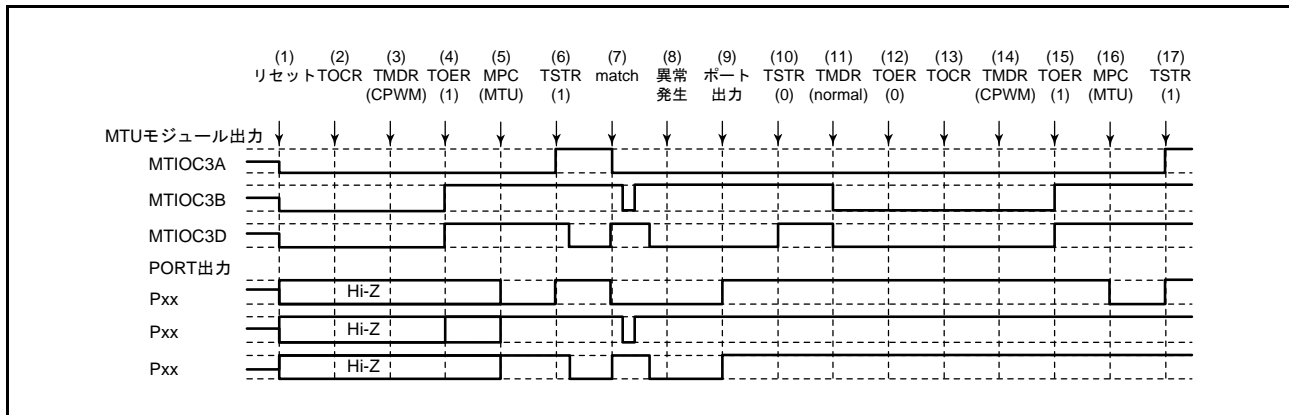 (1) (2) (3) (4) (5) (6) (7) (8) (9) (10) (11) (12) (13) (14) (15) (16) (17)
リセット TOCR TMDR TOER MPC TSTR match 異常 ポート TSTR TMDR TOER TOCR TMDR TOER MPC TSTR
(CPWM) (1) (MTU) (1) 発生 出力 (0) (normal) (0) (CPWM) (1) (MTU) (1)
MTUモジュール出力
MTIOC3A
MTIOC3B
MTIOC3D
PORT出力
Pxx Hi-Z
Pxx Hi-Z
Pxx Hi-Z